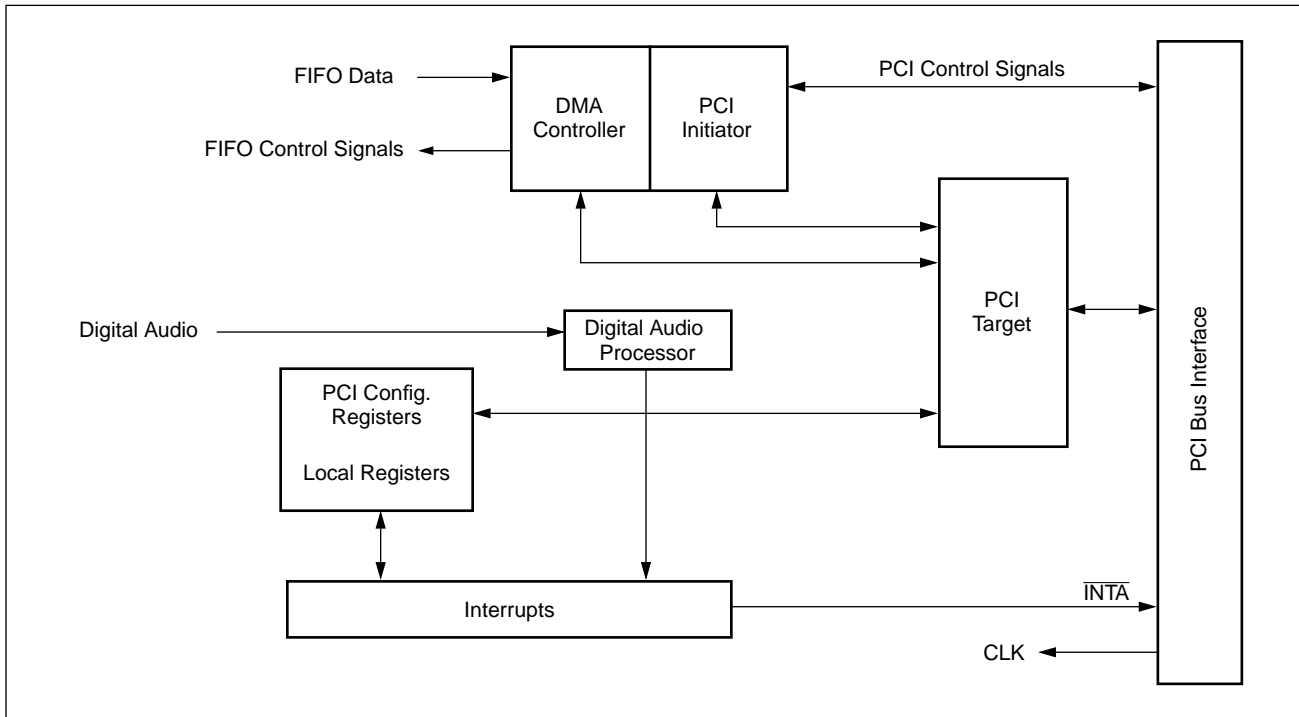 FIFO Data
FIFO Control Signals
DMA
Controller
PCI
Initiator
PCI Control Signals
PCI
Target
PCI Bus Interface
Digital Audio
Digital Audio
Processor
PCI Config.
Registers
Local Registers
Interrupts
INTA
CLK